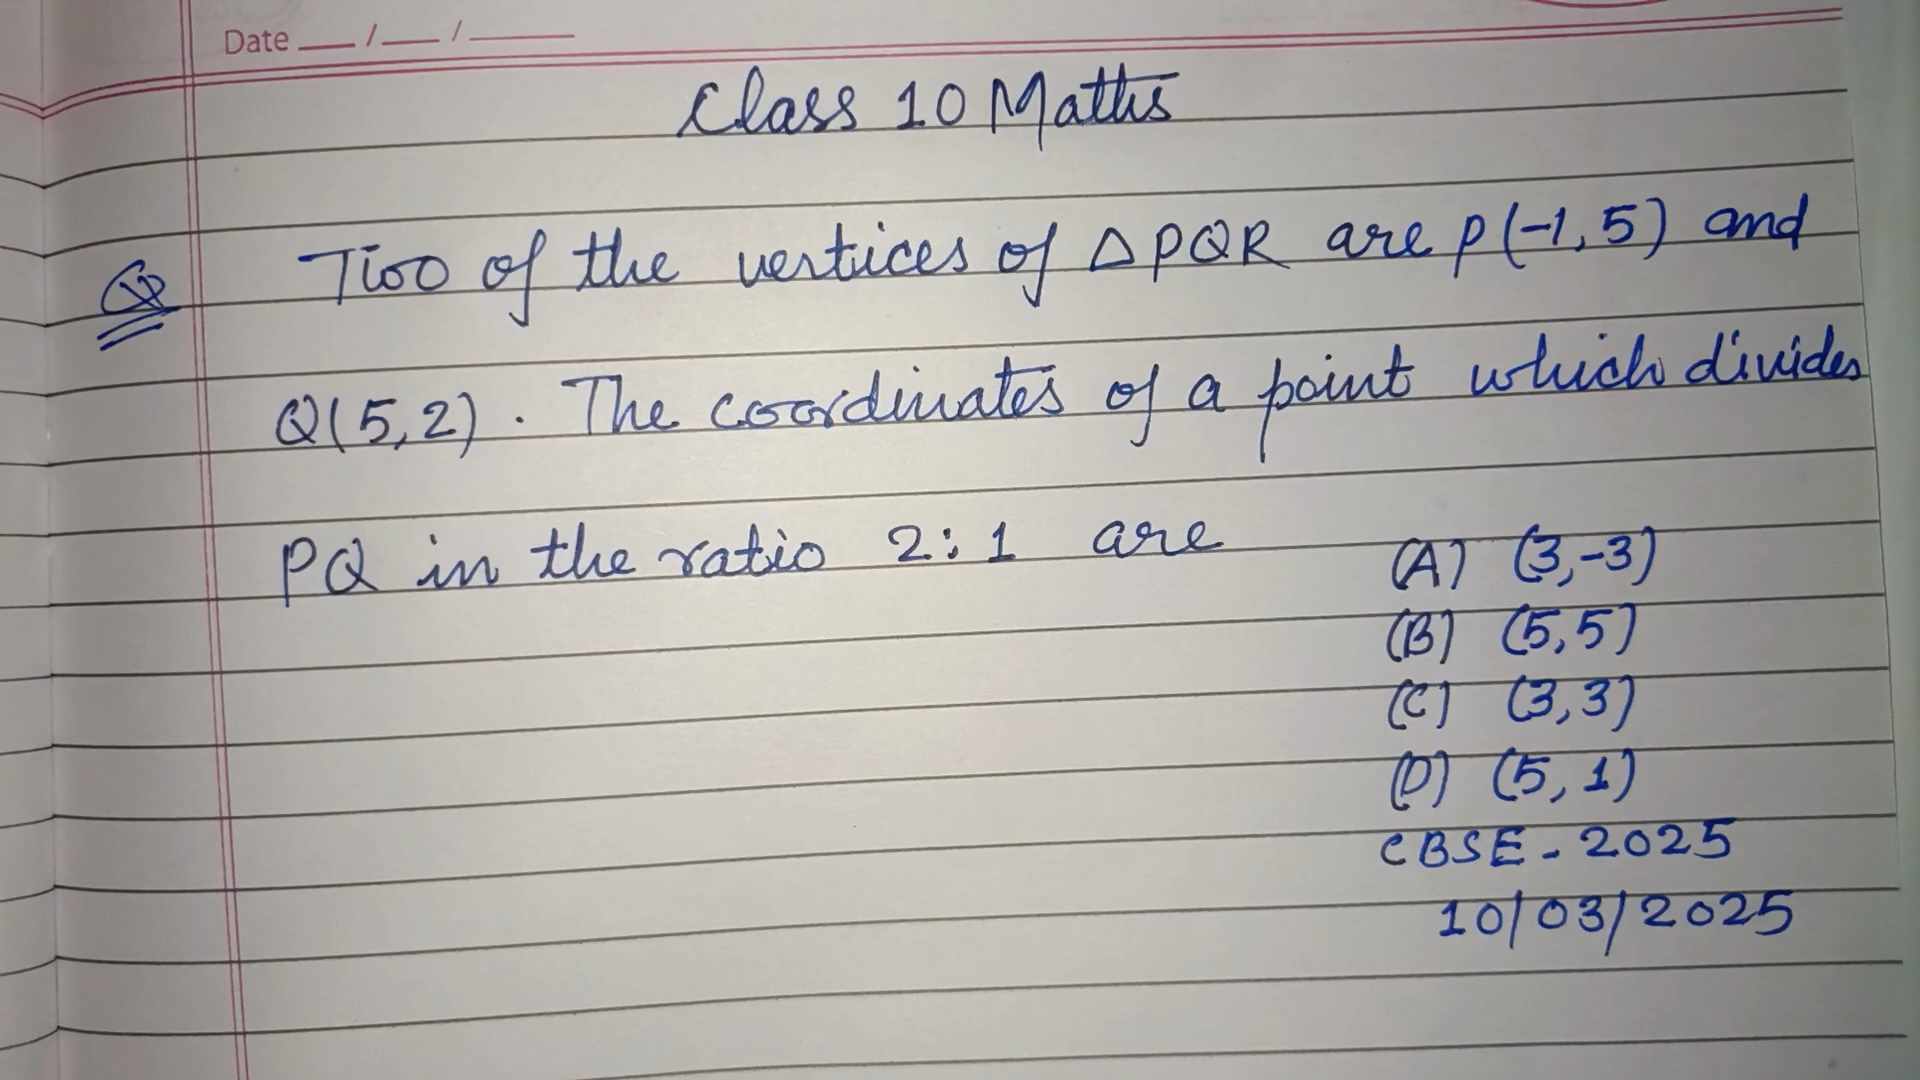 Date __/__/____
Class 10 Maths
Q Two of the vertices of △PQR are P(-1,5) and
Q(5,2). The coordinates of a point which divides
PQ in the ratio 2:1 are
(A) (3,-3)
(B) (5,5)
(C) (3,3)
(D) (5,1)
CBSE-2025
10/03/2025